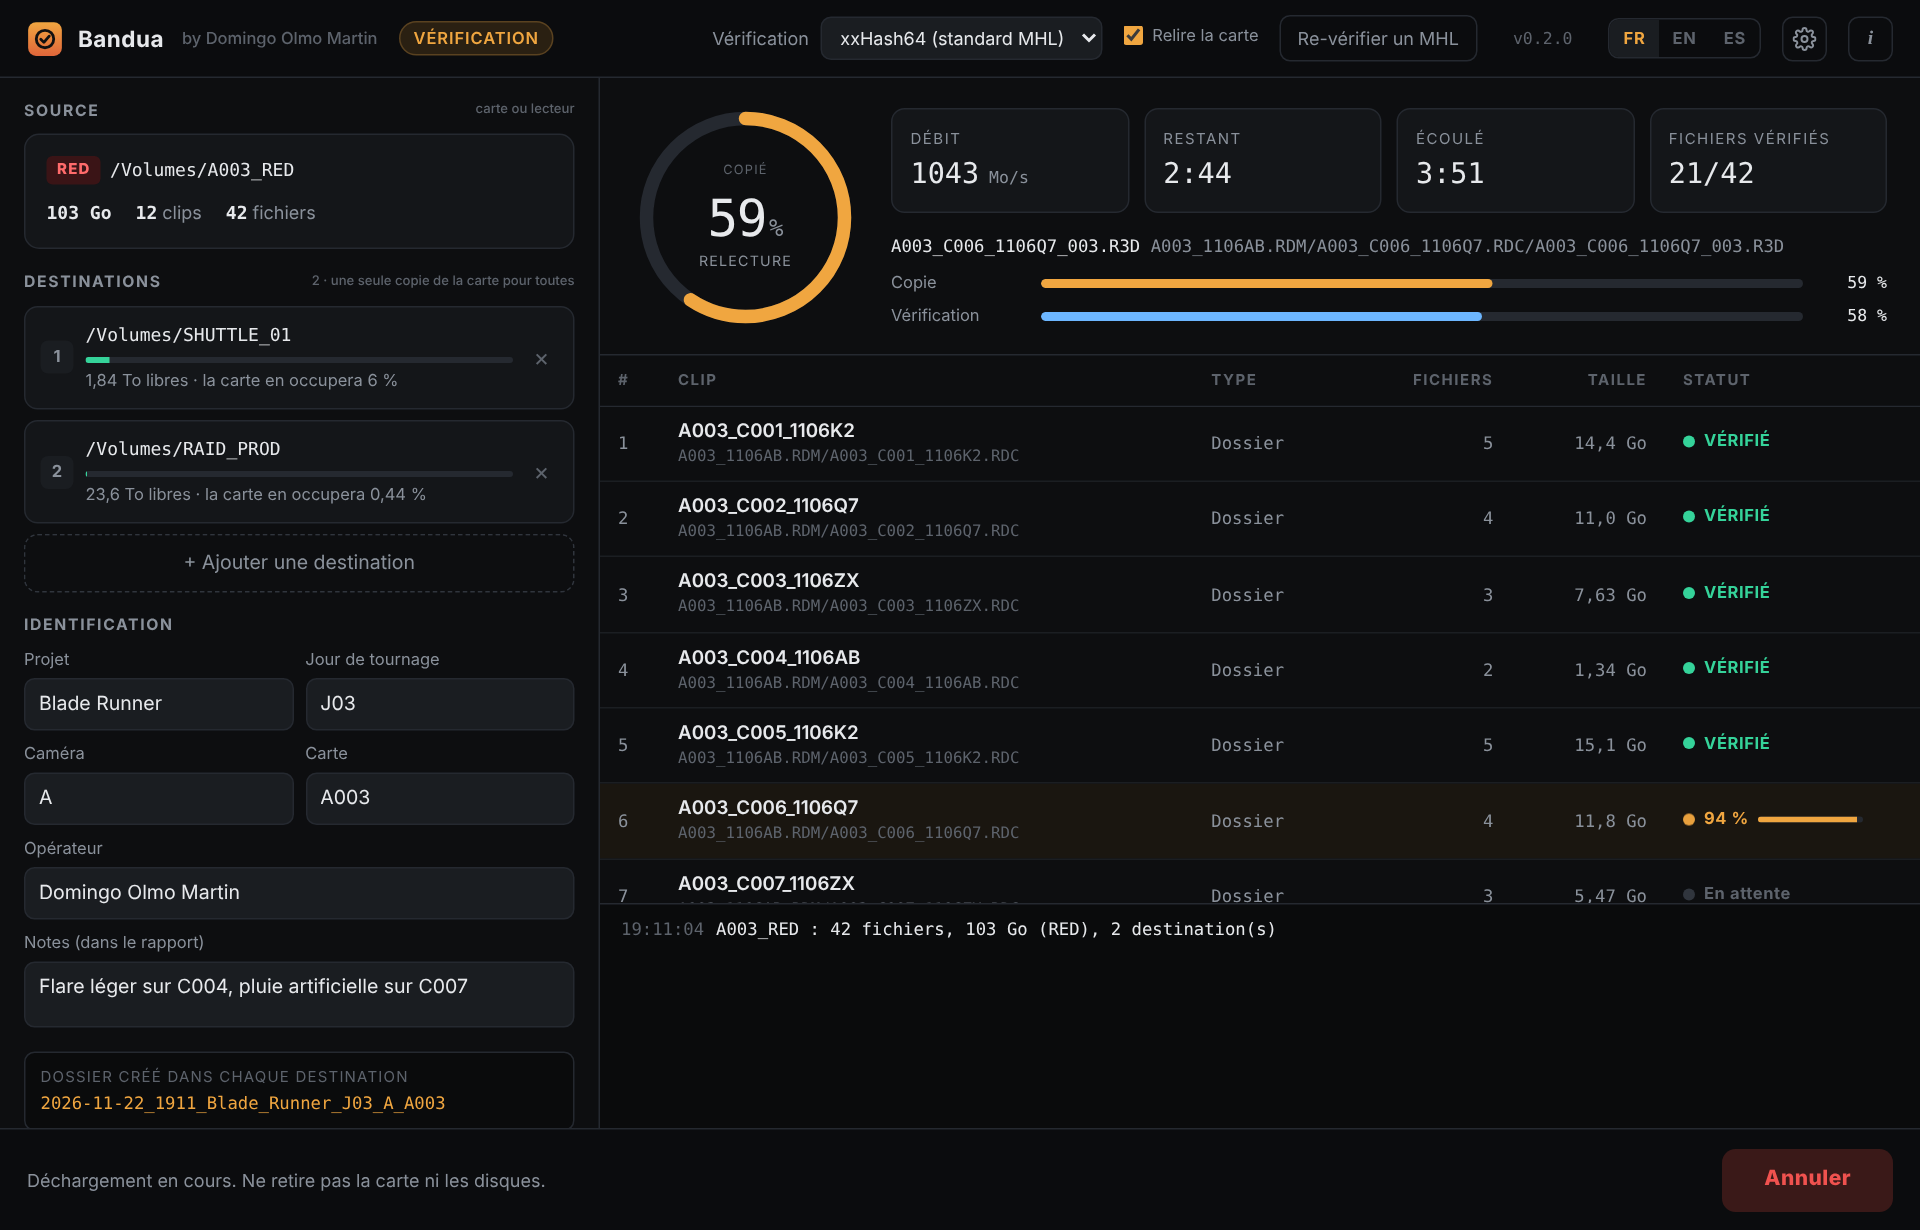 Bandua by Domingo Olmo Martin VÉRIFICATION Vérification xxHash64 (standard MHL) Relire la carte Re-vérifier un MHL v0.2.0 FR EN ES i
SOURCE carte ou lecteur
RED /Volumes/A003_RED
103 Go 12 clips 42 fichiers
DESTINATIONS 2 · une seule copie de la carte pour toutes
1 /Volumes/SHUTTLE_01 ×
1,84 To libres · la carte en occupera 6 %
2 /Volumes/RAID_PROD ×
23,6 To libres · la carte en occupera 0,44 %
+ Ajouter une destination
IDENTIFICATION
Projet Jour de tournage
Blade Runner J03
Caméra Carte
A A003
Opérateur
Domingo Olmo Martin
Notes (dans le rapport)
Flare léger sur C004, pluie artificielle sur C007
DOSSIER CRÉÉ DANS CHAQUE DESTINATION
2026-11-22_1911_Blade_Runner_J03_A_A003
COPIÉ
59 %
RELECTURE
DÉBIT RESTANT ÉCOULÉ FICHIERS VÉRIFIÉS
1043 Mo/s 2:44 3:51 21/42
A003_C006_1106Q7_003.R3D A003_1106AB.RDM/A003_C006_1106Q7.RDC/A003_C006_1106Q7_003.R3D
Copie 59 %
Vérification 58 %
# CLIP TYPE FICHIERS TAILLE STATUT
1 A003_C001_1106K2 Dossier 5 14,4 Go VÉRIFIÉ
A003_1106AB.RDM/A003_C001_1106K2.RDC
2 A003_C002_1106Q7 Dossier 4 11,0 Go VÉRIFIÉ
A003_1106AB.RDM/A003_C002_1106Q7.RDC
3 A003_C003_1106ZX Dossier 3 7,63 Go VÉRIFIÉ
A003_1106AB.RDM/A003_C003_1106ZX.RDC
4 A003_C004_1106AB Dossier 2 1,34 Go VÉRIFIÉ
A003_1106AB.RDM/A003_C004_1106AB.RDC
5 A003_C005_1106K2 Dossier 5 15,1 Go VÉRIFIÉ
A003_1106AB.RDM/A003_C005_1106K2.RDC
6 A003_C006_1106Q7 Dossier 4 11,8 Go 94 %
A003_1106AB.RDM/A003_C006_1106Q7.RDC
7 A003_C007_1106ZX Dossier 3 5,47 Go En attente
19:11:04 A003_RED : 42 fichiers, 103 Go (RED), 2 destination(s)
Déchargement en cours. Ne retire pas la carte ni les disques.
Annuler